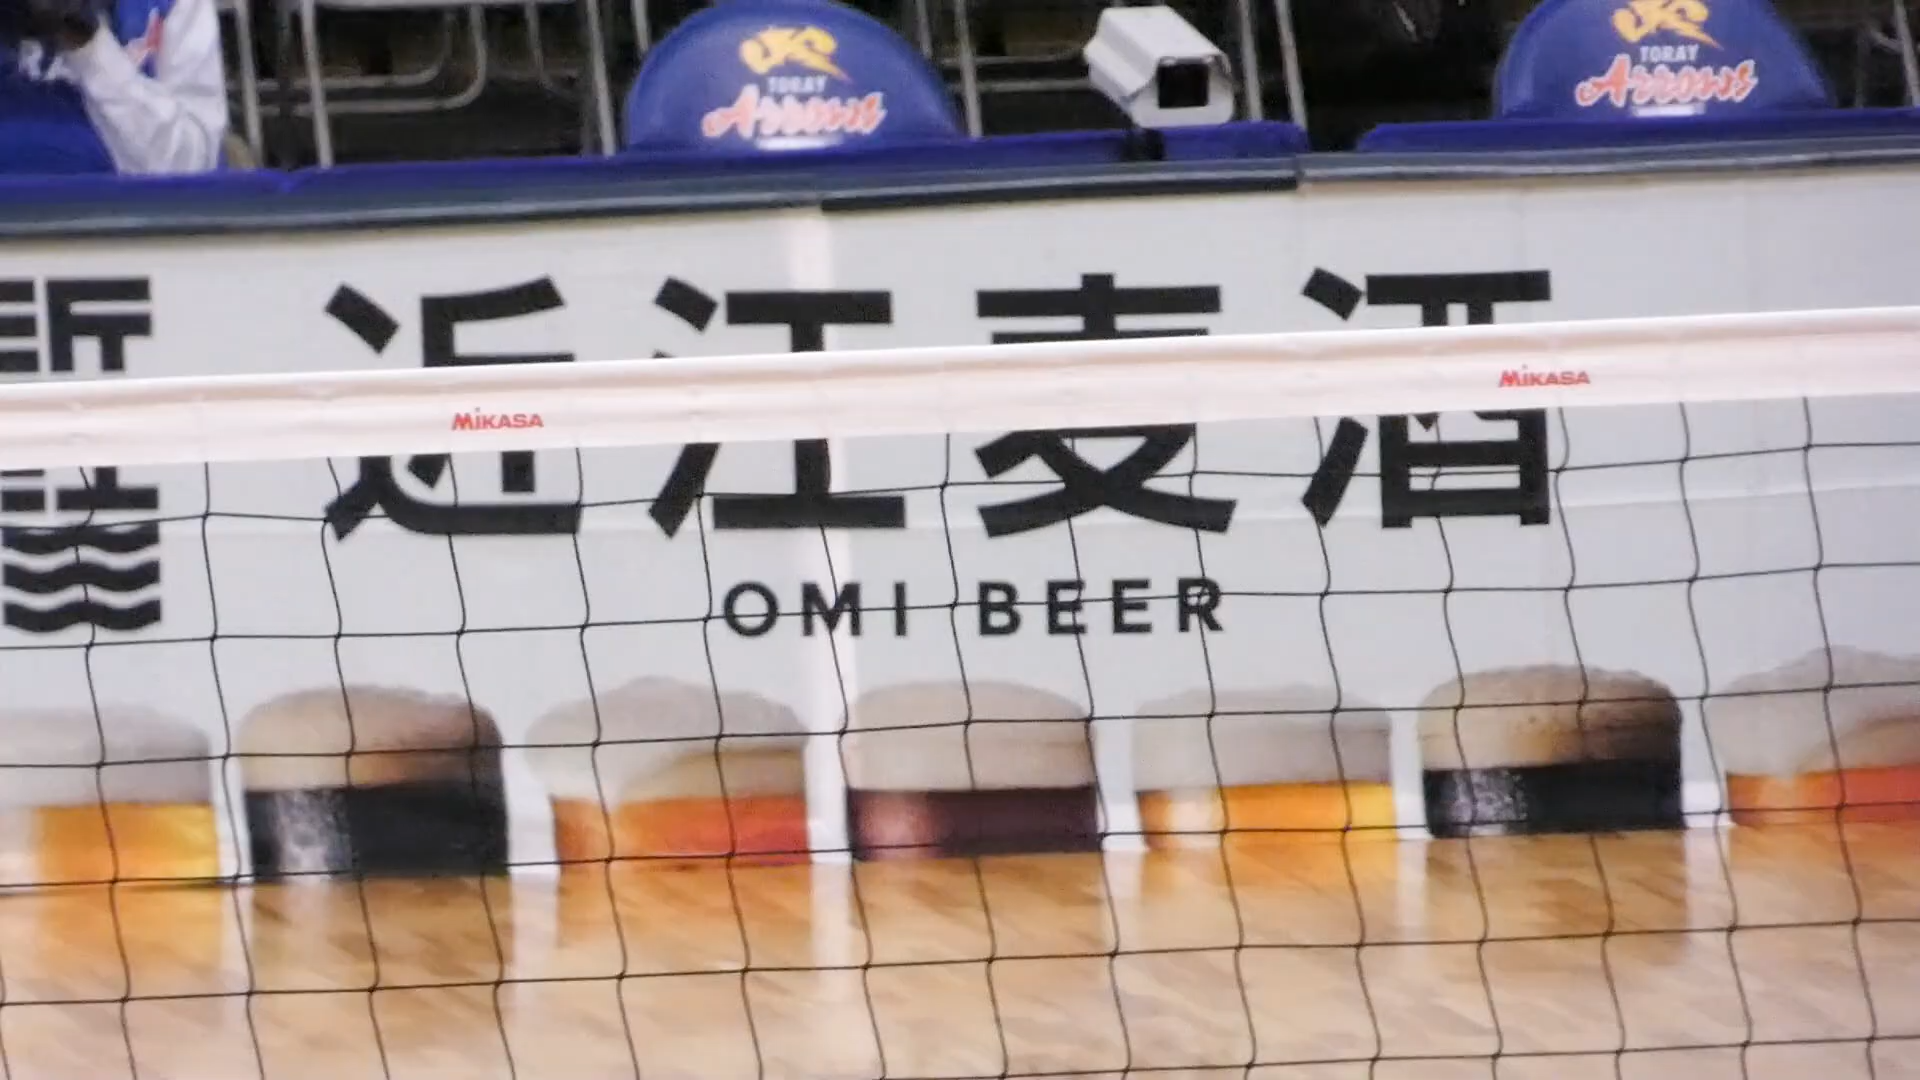 TORAY
Arrows
TORAY
Arrows
近江麦酒
MIKASA
MIKASA
OMI BEER